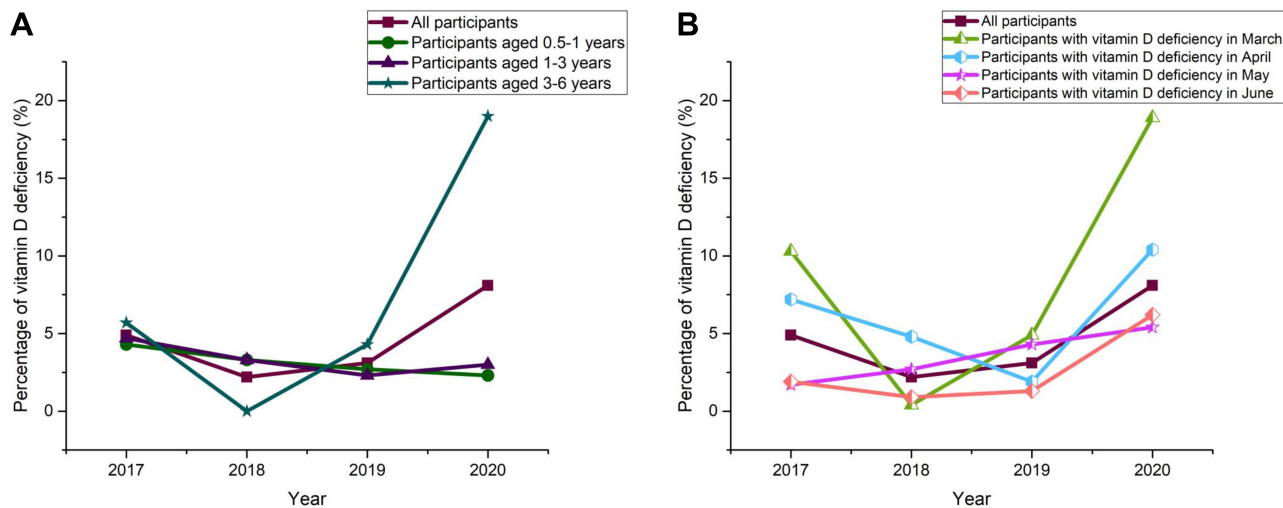 A
All participants
Participants aged 0.5-1 years
Participants aged 1-3 years
Participants aged 3-6 years
Percentage of vitamin D deficiency (%)
20
15
10
5
0
2017 2018 2019 2020
Year
B
All participants
Participants with vitamin D deficiency in March
Participants with vitamin D deficiency in April
Participants with vitamin D deficiency in May
Participants with vitamin D deficiency in June
Percentage of vitamin D deficiency (%)
20
15
10
5
0
2017 2018 2019 2020
Year